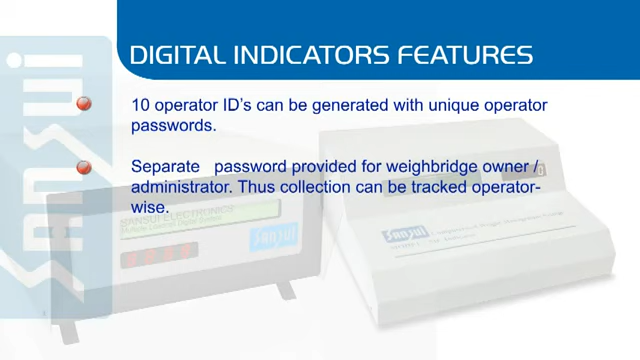 DIGITAL INDICATORS FEATURES
10 operator ID's can be generated with unique operator
passwords.
Separate password provided for weighbridge owner /
administrator. Thus collection can be tracked operator-
wise.
SANSUI
SANSUI ELECTRONICS
SANSUI
SANSUI